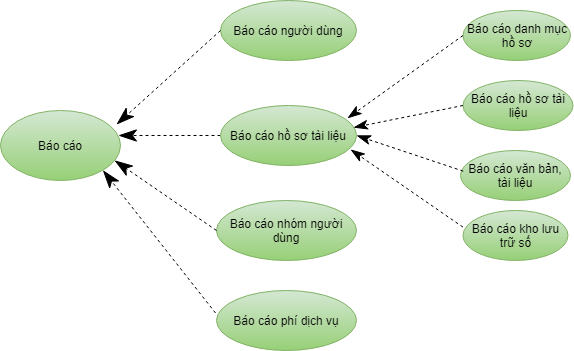 Báo cáo
Báo cáo người dùng
Báo cáo hồ sơ tài liệu
Báo cáo nhóm người
dùng
Báo cáo phí dịch vụ
Báo cáo danh mục
hồ sơ
Báo cáo hồ sơ tài
liệu
Báo cáo văn bản,
tài liệu
Báo cáo kho lưu
trữ số